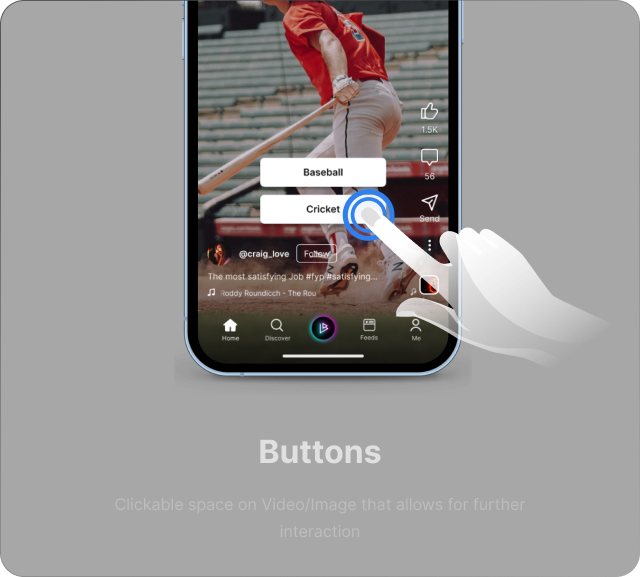 1.5K
Baseball
56
Cricket
Send
@craig_love
Follow
The most satisfying Job #fyp #satisfying...
Roddy Roundicch - The Rou
Home
Discover
Feeds
Me
Buttons
Clickable space on Video/Image that allows for further
interaction